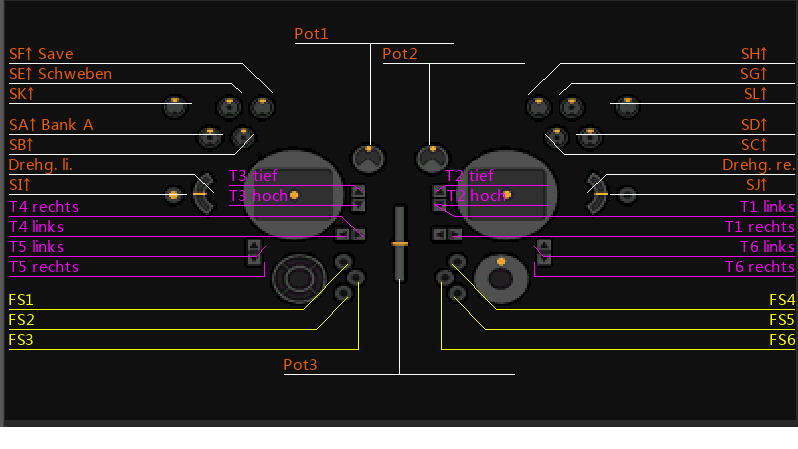 Pot1
Pot2
SF↑ Save
SE↑ Schweben
SK↑
SA↑ Bank A
SB↑
Drehg. li.
SI↑
T4 rechts
T4 links
T5 links
T5 rechts
FS1
FS2
FS3
T3 tief
T3 hoch
T2 tief
T2 hoch
SH↑
SG↑
SL↑
SD↑
SC↑
Drehg. re.
SJ↑
T1 links
T1 rechts
T6 links
T6 rechts
FS4
FS5
FS6
Pot3